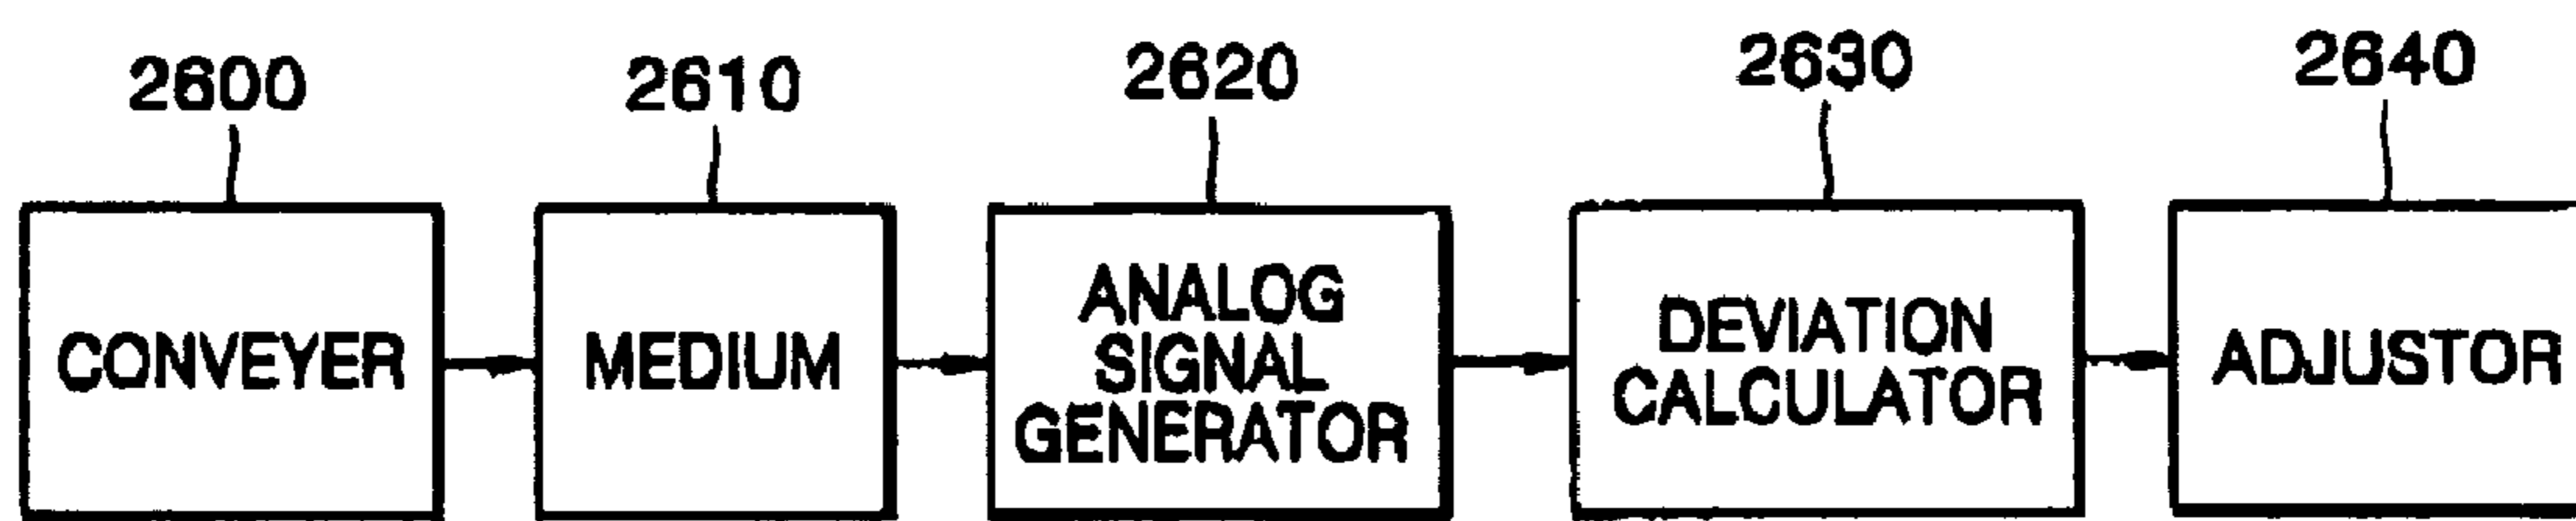 2600 2610 2620 2630 2640
CONVEYER
MEDIUM
ANALOG
SIGNAL
GENERATOR
DEVIATION
CALCULATOR
ADJUSTOR